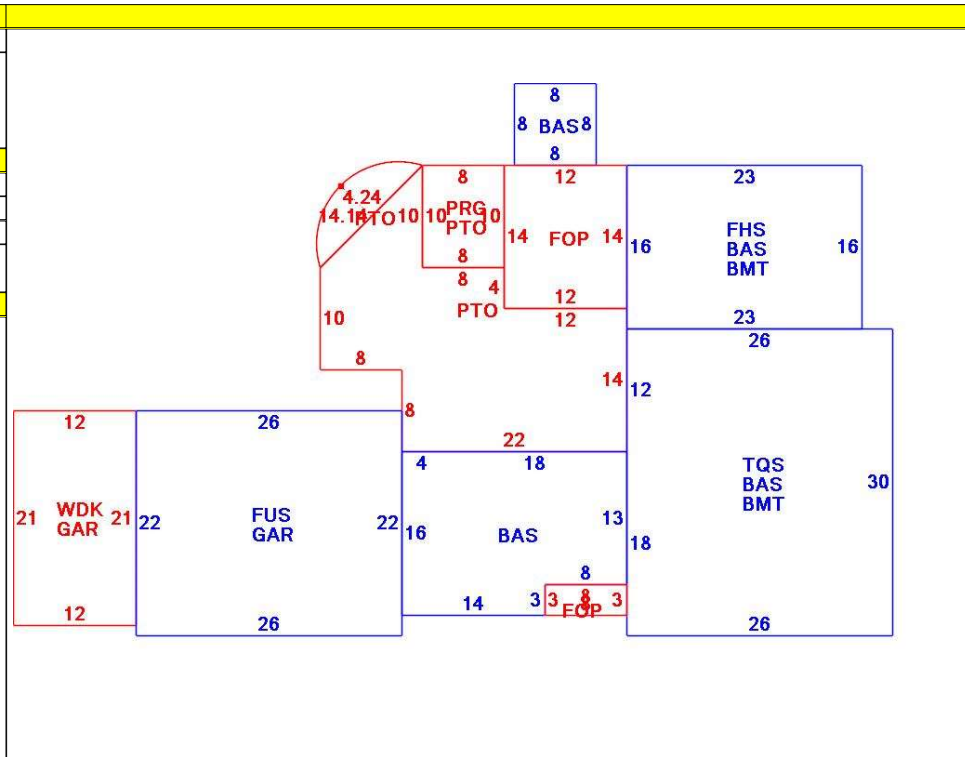 8
8 BAS 8
8
8
12
23
4.24
14.14 PTO 10
10 PRG 10
PTO
14 FOP 14
16 FHS 16
BAS
BMT
8
8
4
PTO
12
12
23
26
10
8
14
12
12
26
8
22
4 18
TQS
BAS
BMT
30
21 WDK 21
GAR
22 FUS 22
GAR
16 BAS 13
18
8
14
3 3 8 3
8
FOP
12
26
26